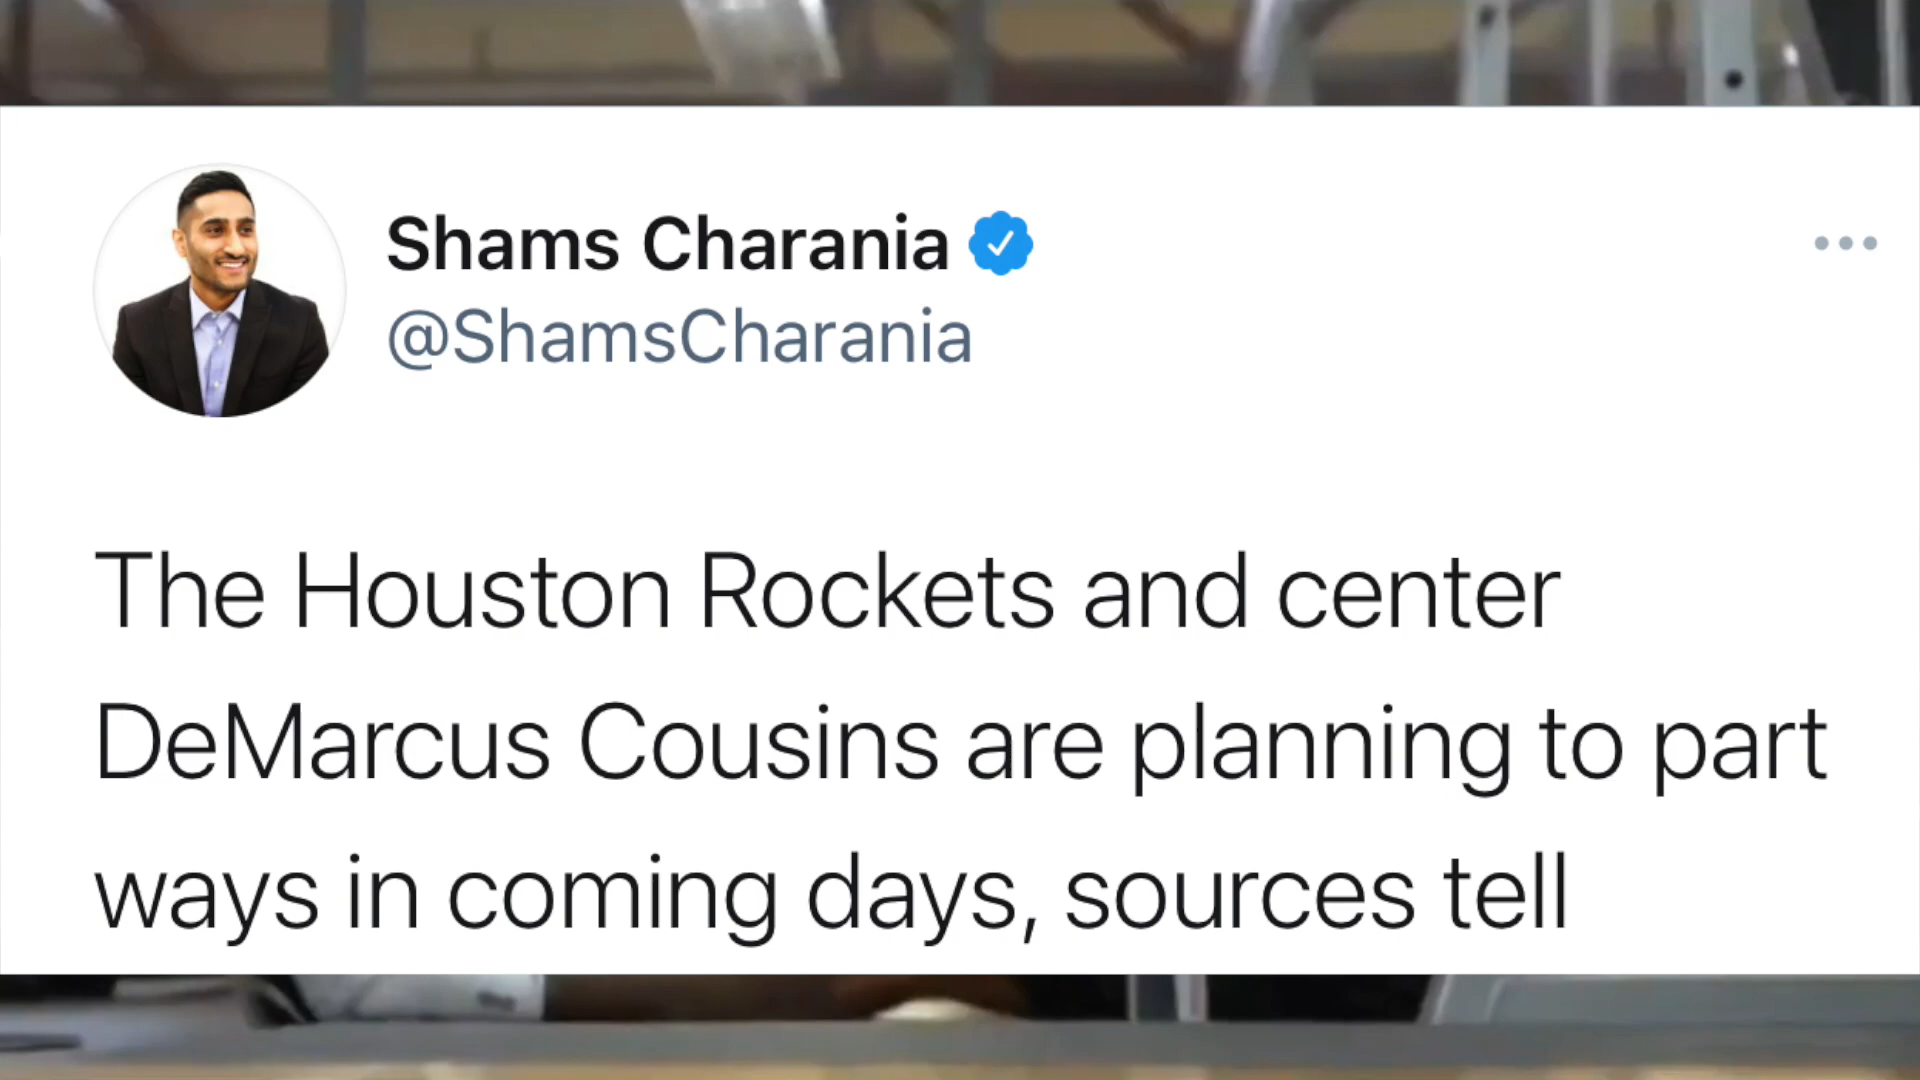 Shams Charania
@ShamsCharania
The Houston Rockets and center
DeMarcus Cousins are planning to part
ways in coming days, sources tell